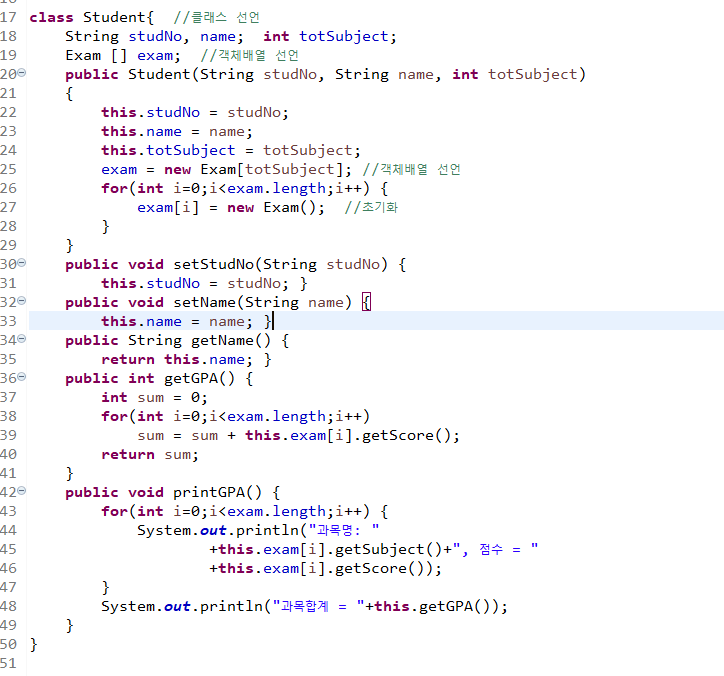 17 class Student{  //클래스 선언
18     String studNo, name;  int totSubject;
19     Exam [] exam;  //객체배열 선언
20     public Student(String studNo, String name, int totSubject)
21     {
22         this.studNo = studNo;
23         this.name = name;
24         this.totSubject = totSubject;
25         exam = new Exam[totSubject]; //객체배열 선언
26         for(int i=0;i<exam.length;i++) {
27             exam[i] = new Exam();  //초기화
28         }
29     }
30     public void setStudNo(String studNo) {
31         this.studNo = studNo; }
32     public void setName(String name) {
33         this.name = name; }
34     public String getName() {
35         return this.name; }
36     public int getGPA() {
37         int sum = 0;
38         for(int i=0;i<exam.length;i++)
39             sum = sum + this.exam[i].getScore();
40         return sum;
41     }
42     public void printGPA() {
43         for(int i=0;i<exam.length;i++) {
44             System.out.println("과목명: "
45                     +this.exam[i].getSubject()+", 점수 = "
46                     +this.exam[i].getScore());
47         }
48         System.out.println("과목합계 = "+this.getGPA());
49     }
50 }
51